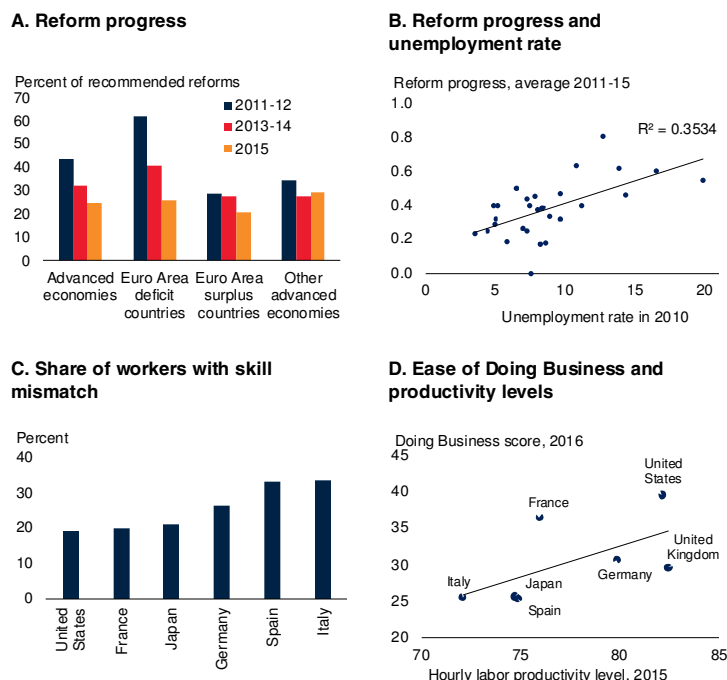 A. Reform progress
Percent of recommended reforms
70
60
50
40
30
20
10
0
2011-12
2013-14
2015
Advanced economies
Euro Area deficit countries
Euro Area surplus countries
Other advanced economies
B. Reform progress and
unemployment rate
Reform progress, average 2011-15
1.0
0.8
0.6
0.4
0.2
0.0
R² = 0.3534
0 5 10 15 20
Unemployment rate in 2010
C. Share of workers with skill
mismatch
Percent
40
30
20
10
0
United States
France
Japan
Germany
Spain
Italy
D. Ease of Doing Business and
productivity levels
Doing Business score, 2016
45
40
35
30
25
20
United
States
France
United
Kingdom
Germany
Italy
Japan
Spain
70 75 80 85
Hourly labor productivity level, 2015